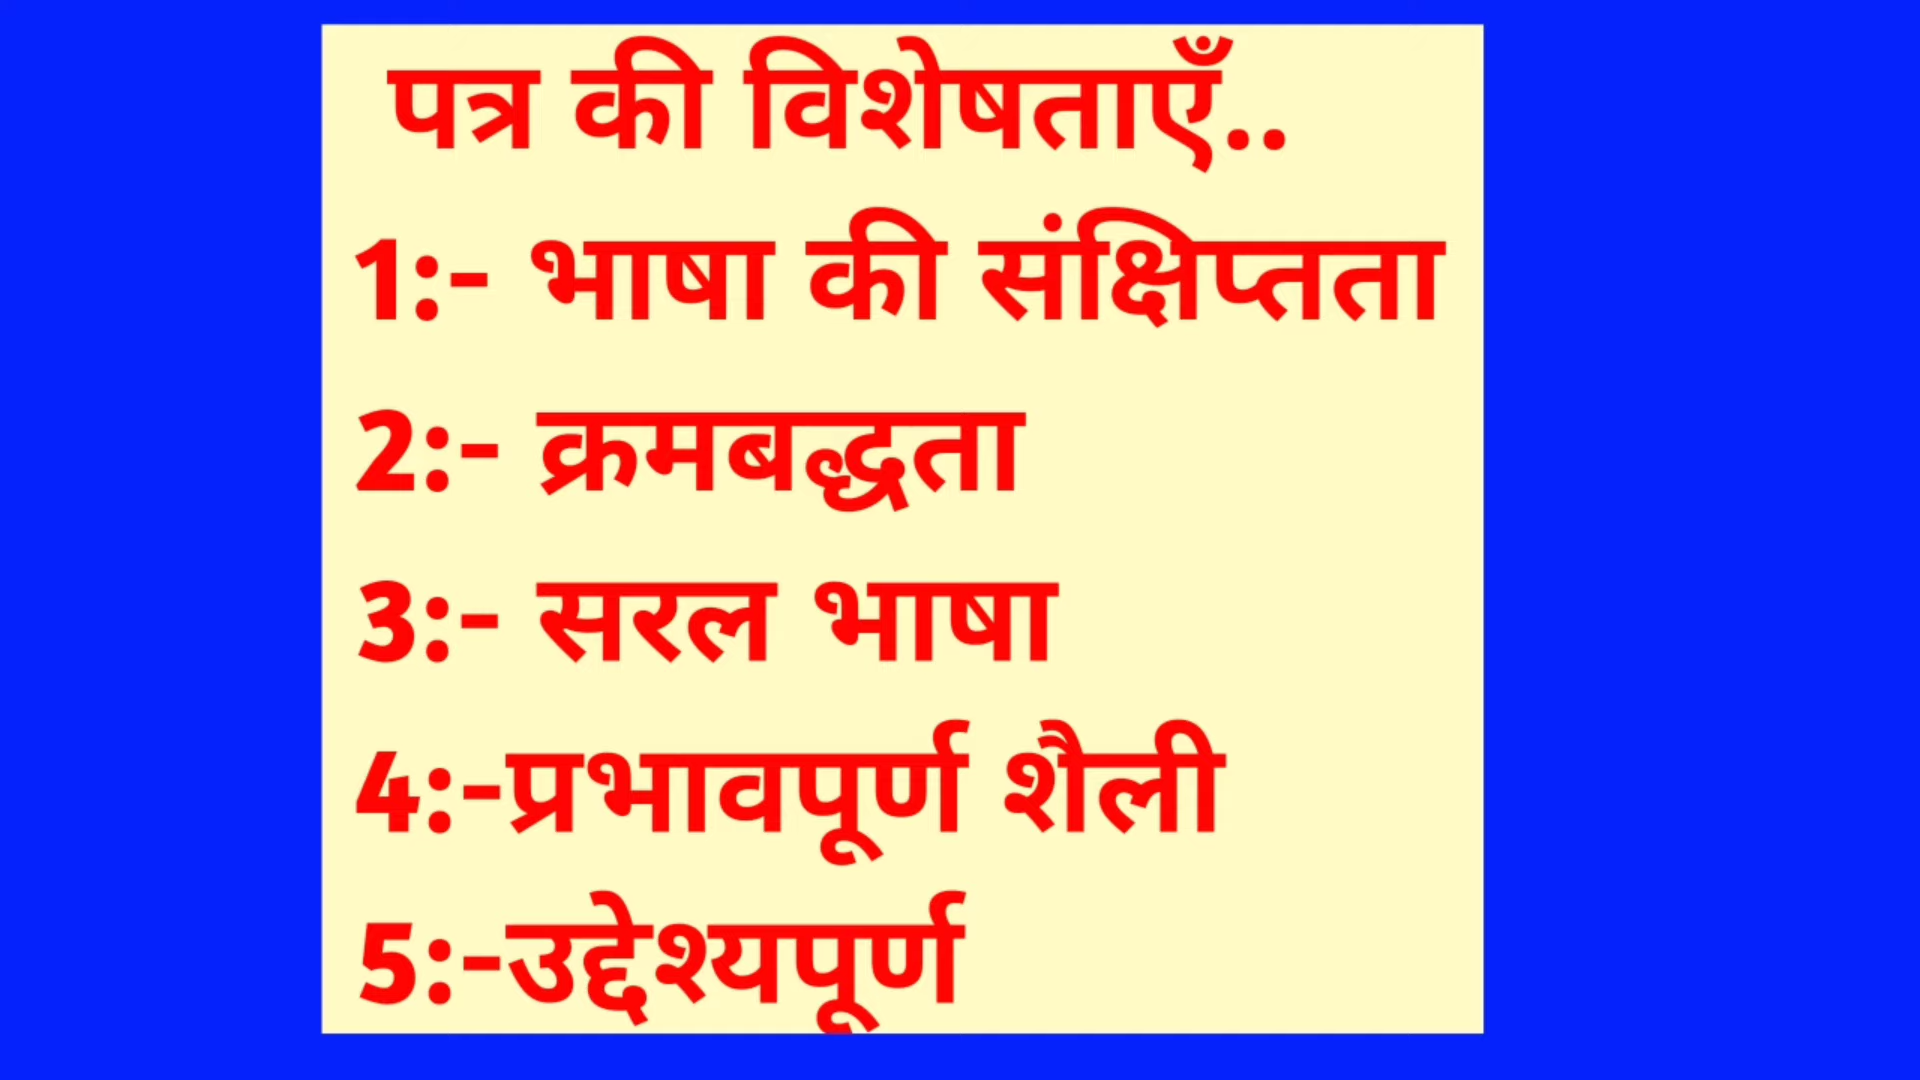 पत्र की विशेषताएँ..
1:- भाषा की संक्षिप्तता
2:- क्रमबद्धता
3:- सरल भाषा
4:-प्रभावपूर्ण शैली
5:-उद्देश्यपूर्ण